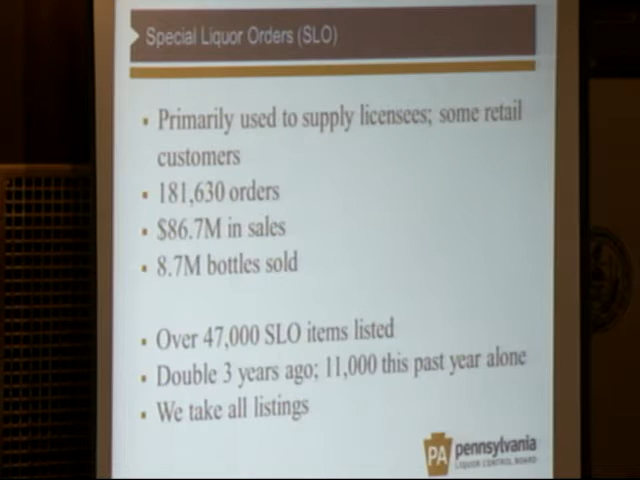 Special Liquor Orders (SLO)
Primarily used to supply licensees; some retail
customers
181,630 orders
$86.7M in sales
8.7M bottles sold
Over 47,000 SLO items listed
Double 3 years ago; 11,000 this past year alone
We take all listings
PA pennsylvania
LIQUOR CONTROL BOARD